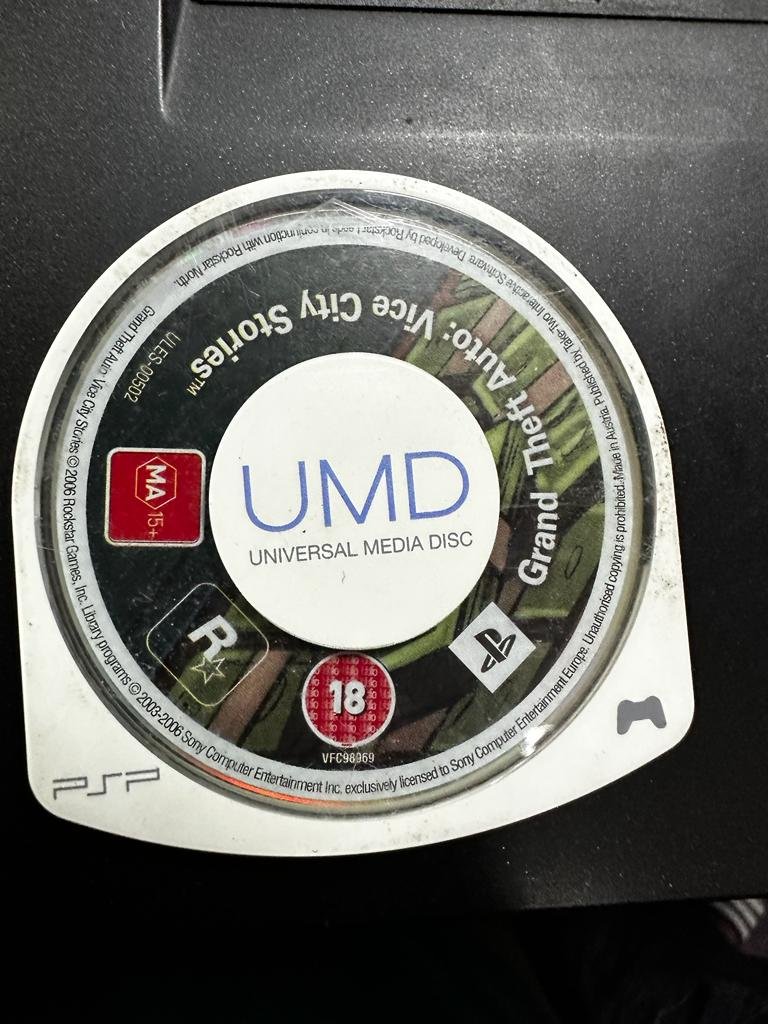 Grand Theft Auto: Vice City Stories™
ULES-00502
MA
15+
UMD
UNIVERSAL MEDIA DISC
R
18
VFC98969
PSP
Grand Theft Auto: Vice City Stories © 2006 Rockstar Games, Inc. Library programs © 2003-2006 Sony Computer Entertainment Inc. exclusively licensed to Sony Computer Entertainment Europe. Unauthorised copying is prohibited. Made in Austria. Published by Take-Two Interactive Software. Developed by Rockstar Leeds in conjunction with Rockstar North.